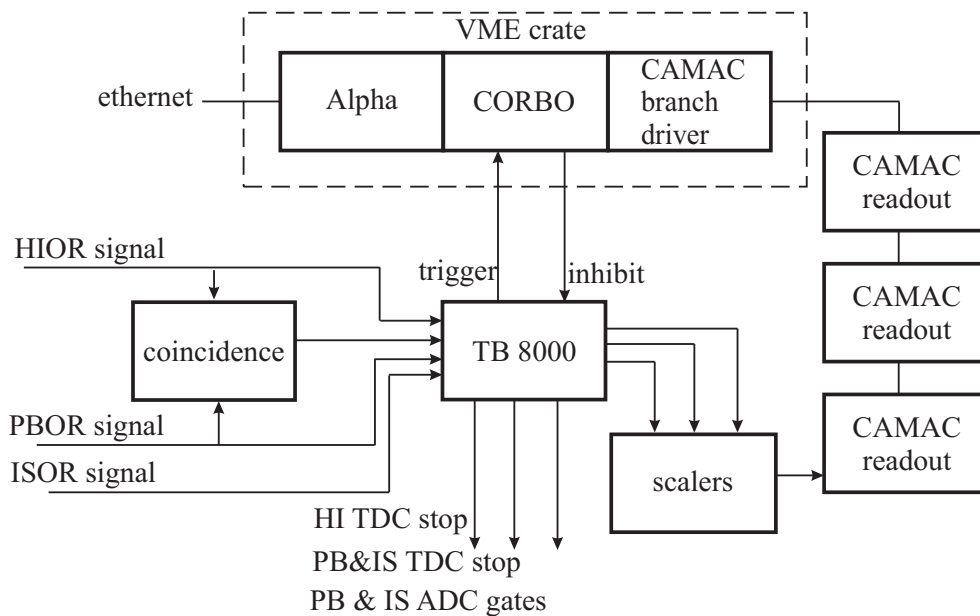 VME crate
ethernet
Alpha
CORBO
CAMAC
branch
driver
CAMAC
readout
HIOR signal
trigger
inhibit
CAMAC
readout
coincidence
TB 8000
PBOR signal
CAMAC
readout
ISOR signal
scalers
HI TDC stop
PB&IS TDC stop
PB & IS ADC gates